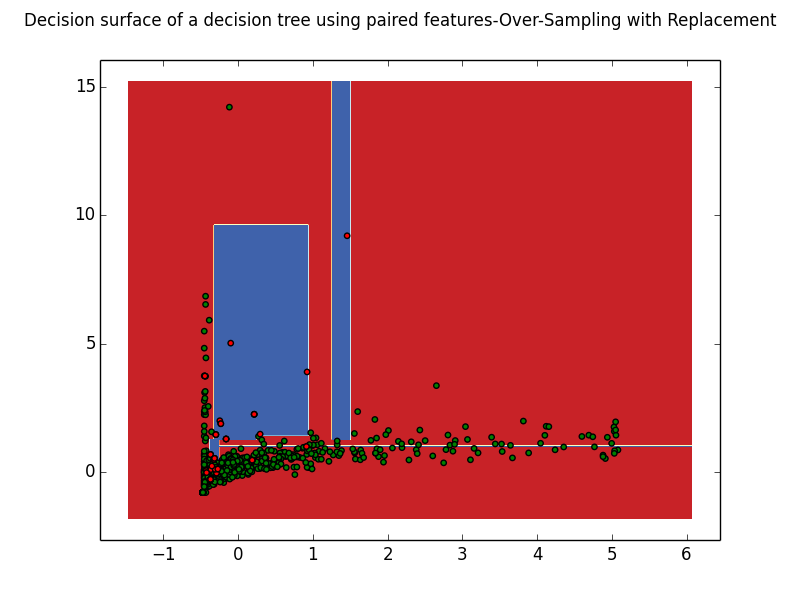 Decision surface of a decision tree using paired features-Over-Sampling with Replacement
15
10
5
0
−1 0 1 2 3 4 5 6